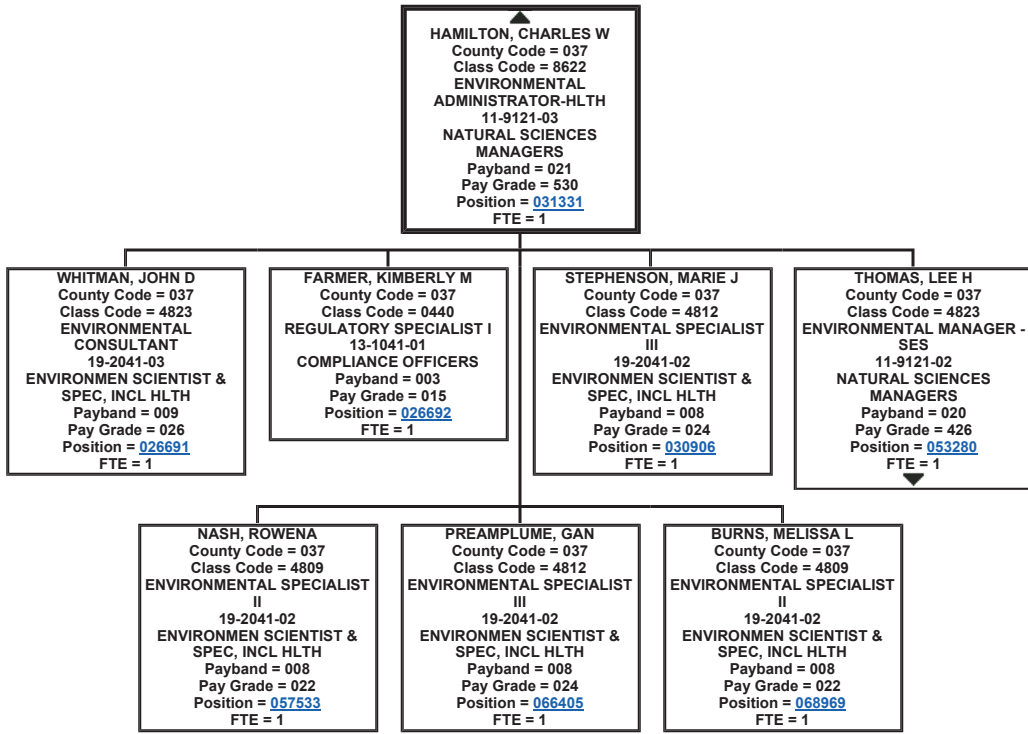 HAMILTON, CHARLES W
County Code = 037
Class Code = 8622
ENVIRONMENTAL
ADMINISTRATOR-HLTH
11-9121-03
NATURAL SCIENCES
MANAGERS
Payband = 021
Pay Grade = 530
Position = 031331
FTE = 1
WHITMAN, JOHN D
County Code = 037
Class Code = 4823
ENVIRONMENTAL
CONSULTANT
19-2041-03
ENVIRONMEN SCIENTIST &
SPEC, INCL HLTH
Payband = 009
Pay Grade = 026
Position = 026691
FTE = 1
FARMER, KIMBERLY M
County Code = 037
Class Code = 0440
REGULATORY SPECIALIST I
13-1041-01
COMPLIANCE OFFICERS
Payband = 003
Pay Grade = 015
Position = 026692
FTE = 1
STEPHENSON, MARIE J
County Code = 037
Class Code = 4812
ENVIRONMENTAL SPECIALIST
III
19-2041-02
ENVIRONMEN SCIENTIST &
SPEC, INCL HLTH
Payband = 008
Pay Grade = 024
Position = 030906
FTE = 1
THOMAS, LEE H
County Code = 037
Class Code = 4823
ENVIRONMENTAL MANAGER -
SES
11-9121-02
NATURAL SCIENCES
MANAGERS
Payband = 020
Pay Grade = 426
Position = 053280
FTE = 1
NASH, ROWENA
County Code = 037
Class Code = 4809
ENVIRONMENTAL SPECIALIST
II
19-2041-02
ENVIRONMEN SCIENTIST &
SPEC, INCL HLTH
Payband = 008
Pay Grade = 022
Position = 057533
FTE = 1
PREAMPLUME, GAN
County Code = 037
Class Code = 4812
ENVIRONMENTAL SPECIALIST
III
19-2041-02
ENVIRONMEN SCIENTIST &
SPEC, INCL HLTH
Payband = 008
Pay Grade = 024
Position = 066405
FTE = 1
BURNS, MELISSA L
County Code = 037
Class Code = 4809
ENVIRONMENTAL SPECIALIST
II
19-2041-02
ENVIRONMEN SCIENTIST &
SPEC, INCL HLTH
Payband = 008
Pay Grade = 022
Position = 068969
FTE = 1